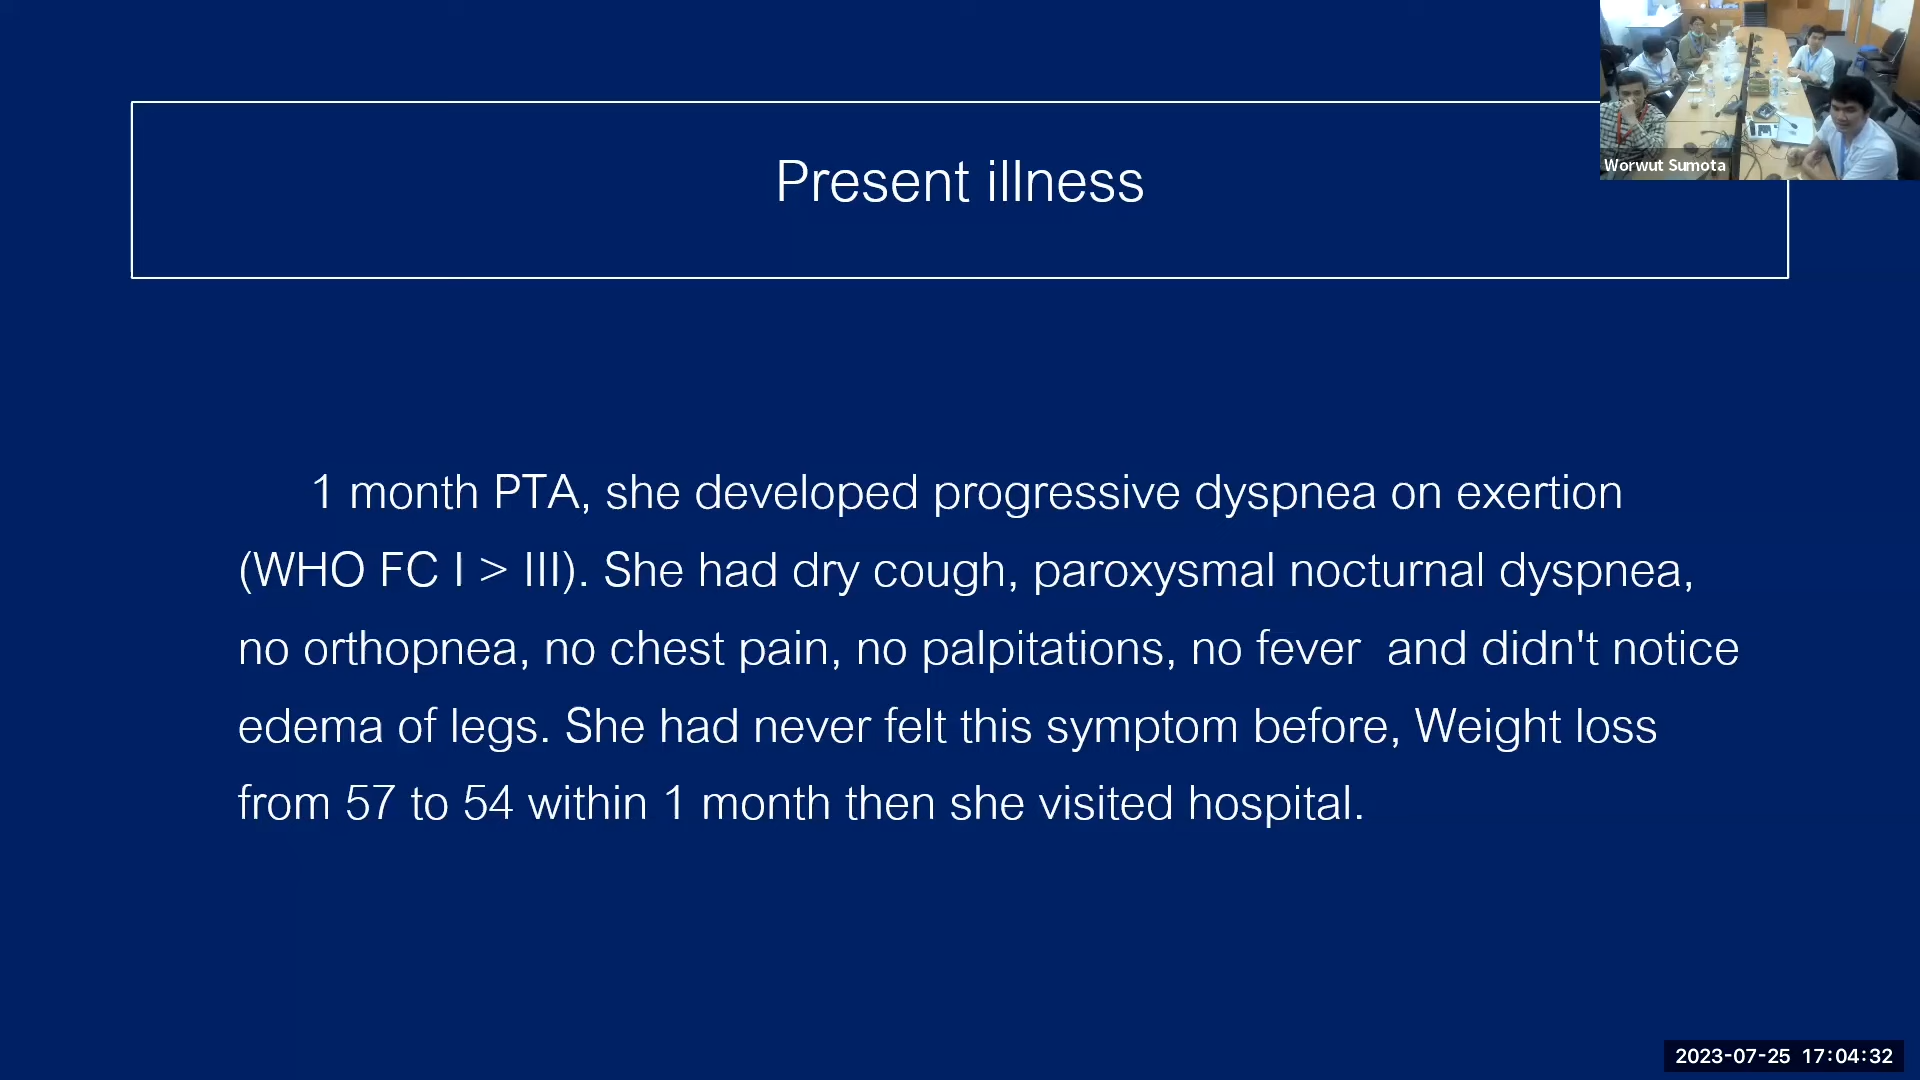 Present illness
Worwut Sumota
1 month PTA, she developed progressive dyspnea on exertion
(WHO FC I > III). She had dry cough, paroxysmal nocturnal dyspnea,
no orthopnea, no chest pain, no palpitations, no fever  and didn't notice
edema of legs. She had never felt this symptom before, Weight loss
from 57 to 54 within 1 month then she visited hospital.
2023-07-25 17:04:32